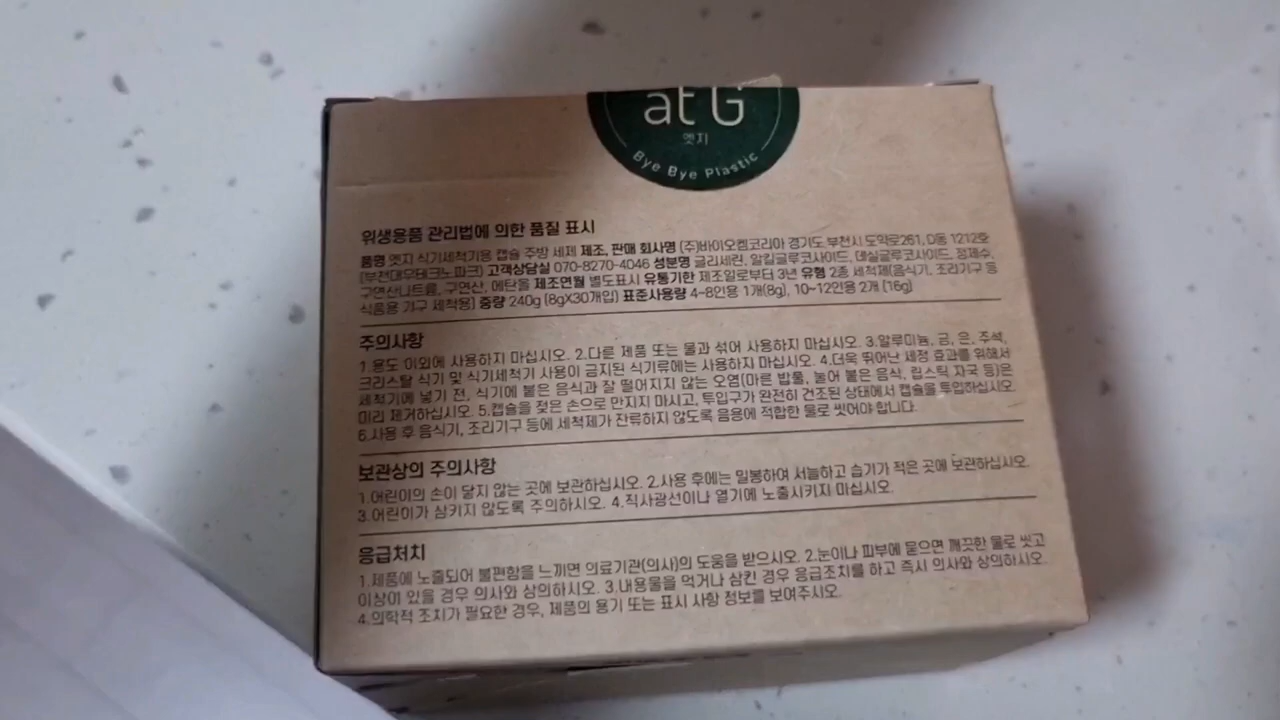 at G
엣지
Bye Bye Plastic
위생용품 관리법에 의한 품질 표시
품명 엣지 식기세척기용 캡슐 주방 세제 제조, 판매 회사명 (주)바이오켐코리아 경기도 부천시 도약로261, D동 1212호
(부천대우테크노파크) 고객상담실 070-8270-4046 성분명 글리세린, 알킬글루코사이드, 데실글루코사이드, 정제수,
구연산나트륨, 구연산, 에탄올 제조연월 별도표시 유통기한 제조일로부터 3년 유형 2종 세척제(음식기, 조리기구 등
식품용 기구 세척용) 중량 240g (8gX30개입) 표준사용량 4~8인용 1개(8g), 10~12인용 2개 (16g)
주의사항
1.용도 이외에 사용하지 마십시오. 2.다른 제품 또는 물과 섞어 사용하지 마십시오. 3.알루미늄, 금, 은, 주석,
크리스탈 식기 및 식기세척기 사용이 금지된 식기류에는 사용하지 마십시오. 4.더욱 뛰어난 세정 효과를 위해서
세척기에 넣기 전, 식기에 붙은 음식과 잘 떨어지지 않는 오염(마른 밥풀, 눌어 붙은 음식, 립스틱 자국 등)은
미리 제거하십시오. 5.캡슐을 젖은 손으로 만지지 마시고, 투입구가 완전히 건조된 상태에서 캡슐을 투입하십시오.
6.사용 후 음식기, 조리기구 등에 세척제가 잔류하지 않도록 음용에 적합한 물로 씻어야 합니다.
보관상의 주의사항
1.어린이의 손이 닿지 않는 곳에 보관하십시오. 2.사용 후에는 밀봉하여 서늘하고 습기가 적은 곳에 보관하십시오.
3.어린이가 삼키지 않도록 주의하시오. 4.직사광선이나 열기에 노출시키지 마십시오.
응급처치
1.제품에 노출되어 불편함을 느끼면 의료기관(의사)의 도움을 받으시오. 2.눈이나 피부에 묻으면 깨끗한 물로 씻고
이상이 있을 경우 의사와 상의하시오. 3.내용물을 먹거나 삼킨 경우 응급조치를 하고 즉시 의사와 상의하시오.
4.의학적 조치가 필요한 경우, 제품의 용기 또는 표시 사항 정보를 보여주시오.